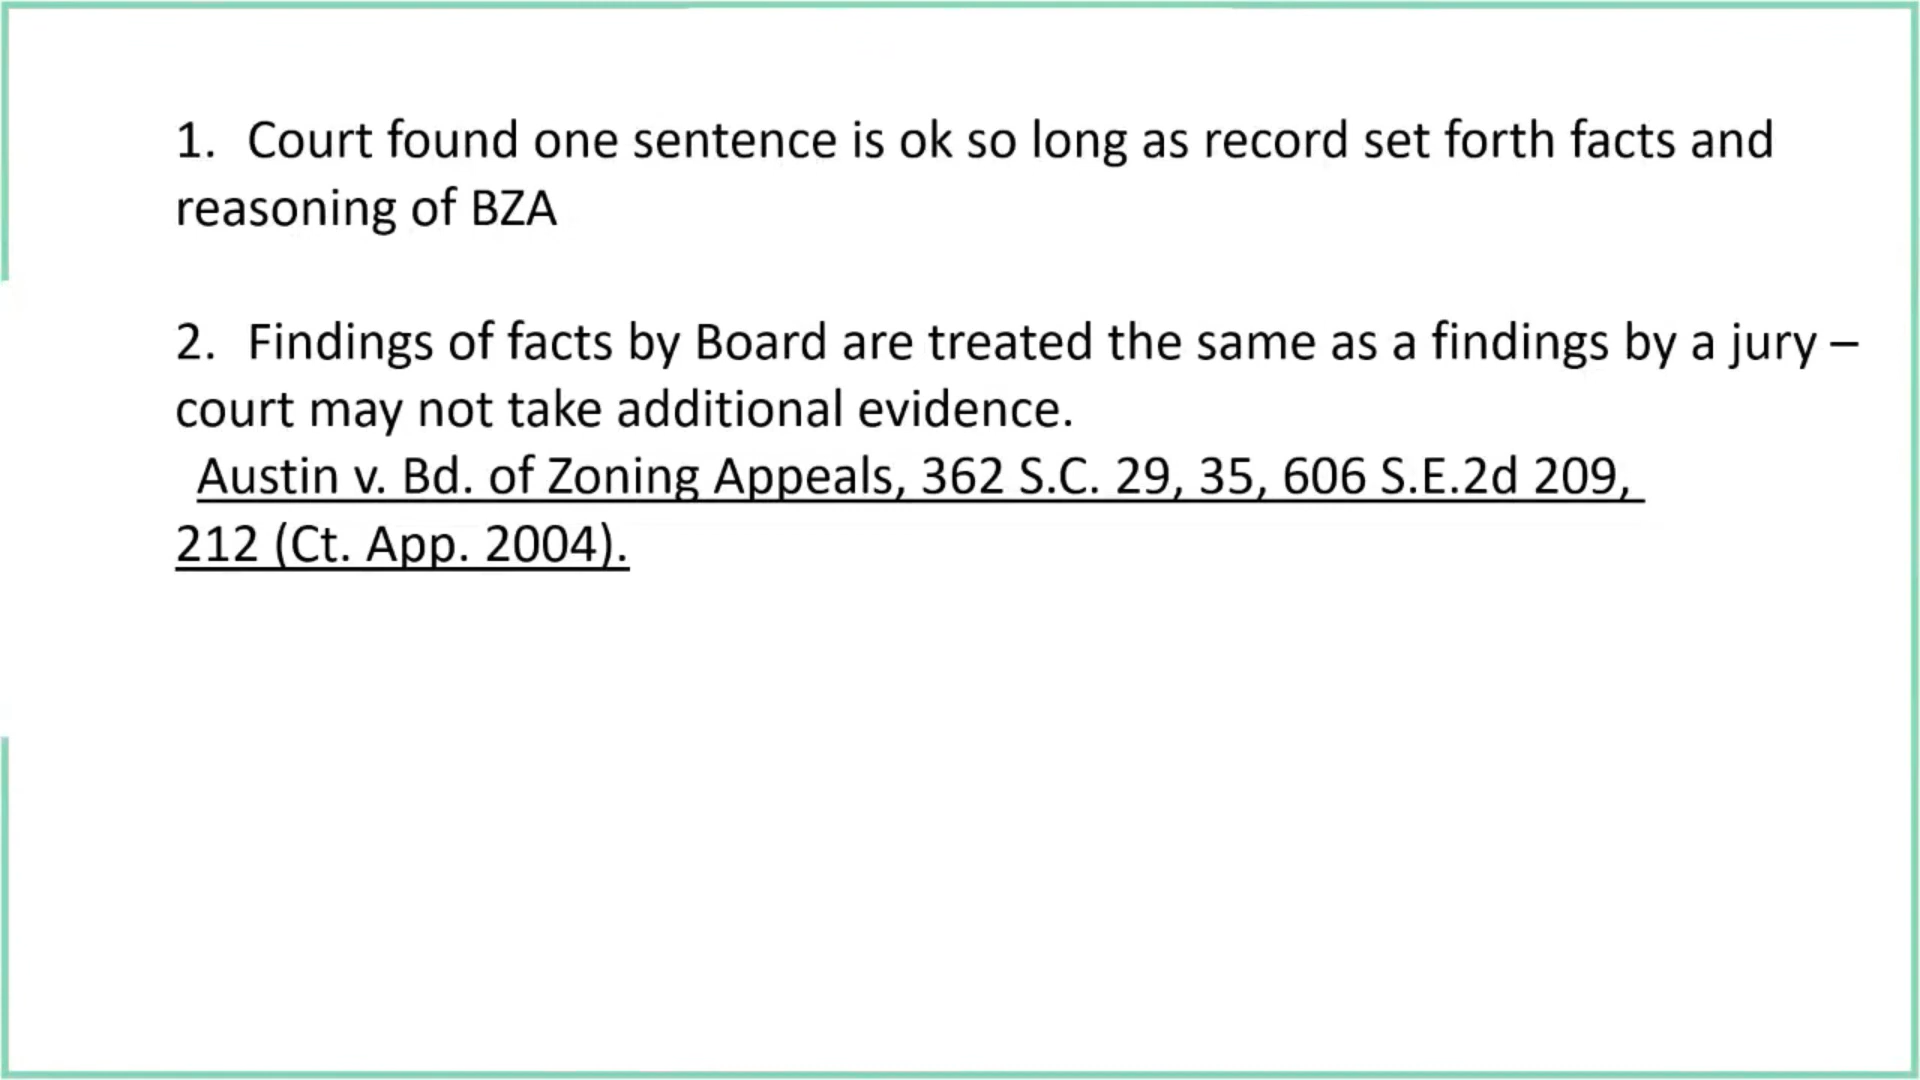 1. Court found one sentence is ok so long as record set forth facts and
reasoning of BZA
2. Findings of facts by Board are treated the same as a findings by a jury –
court may not take additional evidence.
Austin v. Bd. of Zoning Appeals, 362 S.C. 29, 35, 606 S.E.2d 209,
212 (Ct. App. 2004).